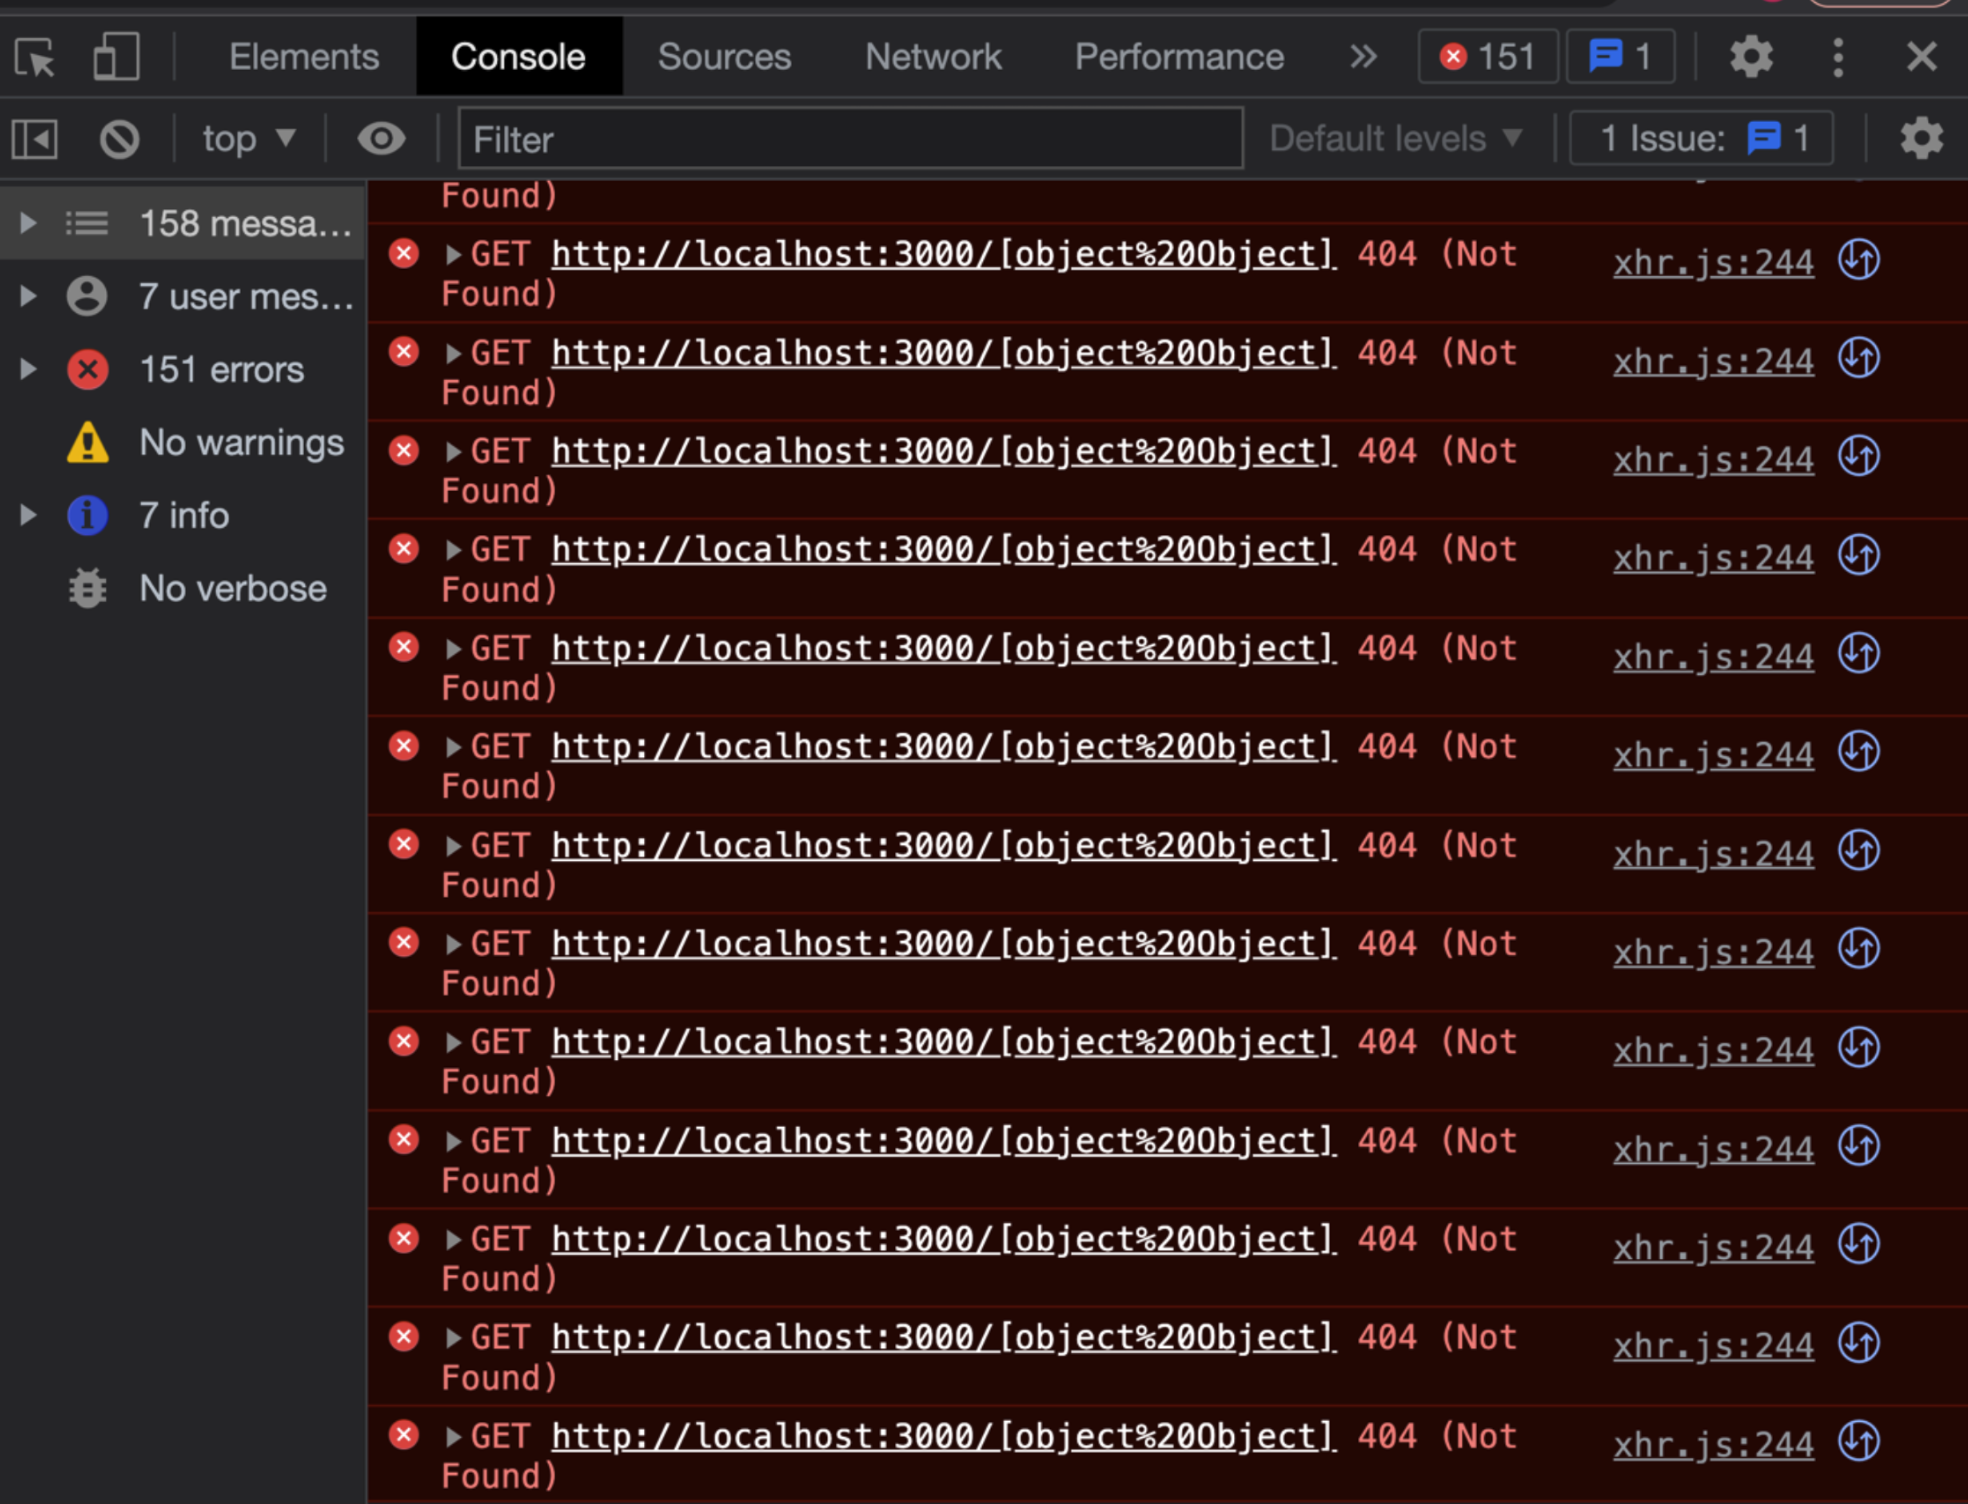 Elements Console Sources Network Performance 151 1
top Filter Default levels 1 Issue: 1
158 messa...
7 user mes...
151 errors
No warnings
7 info
No verbose
Found)
GET http://localhost:3000/[object%20Object] 404 (Not xhr.js:244
Found)
GET http://localhost:3000/[object%20Object] 404 (Not xhr.js:244
Found)
GET http://localhost:3000/[object%20Object] 404 (Not xhr.js:244
Found)
GET http://localhost:3000/[object%20Object] 404 (Not xhr.js:244
Found)
GET http://localhost:3000/[object%20Object] 404 (Not xhr.js:244
Found)
GET http://localhost:3000/[object%20Object] 404 (Not xhr.js:244
Found)
GET http://localhost:3000/[object%20Object] 404 (Not xhr.js:244
Found)
GET http://localhost:3000/[object%20Object] 404 (Not xhr.js:244
Found)
GET http://localhost:3000/[object%20Object] 404 (Not xhr.js:244
Found)
GET http://localhost:3000/[object%20Object] 404 (Not xhr.js:244
Found)
GET http://localhost:3000/[object%20Object] 404 (Not xhr.js:244
Found)
GET http://localhost:3000/[object%20Object] 404 (Not xhr.js:244
Found)
GET http://localhost:3000/[object%20Object] 404 (Not xhr.js:244
Found)